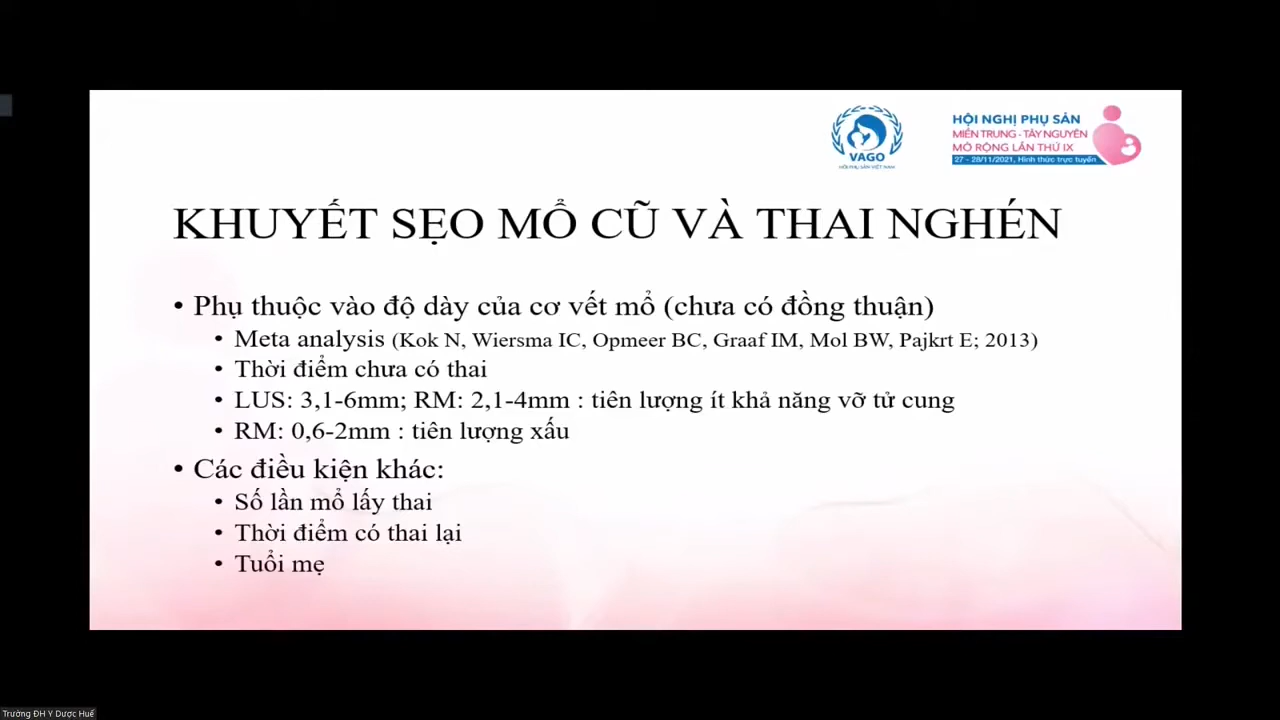 VAGO
HỘI PHỤ SẢN VIỆT NAM
HỘI NGHỊ PHỤ SẢN
MIỀN TRUNG - TÂY NGUYÊN
MỞ RỘNG LẦN THỨ IX
27 - 28/11/2021, Hình thức trực tuyến
KHUYẾT SẸO MỔ CŨ VÀ THAI NGHÉN
• Phụ thuộc vào độ dày của cơ vết mổ (chưa có đồng thuận)
• Meta analysis (Kok N, Wiersma IC, Opmeer BC, Graaf IM, Mol BW, Pajkrt E; 2013)
• Thời điểm chưa có thai
• LUS: 3,1-6mm; RM: 2,1-4mm : tiên lượng ít khả năng vỡ tử cung
• RM: 0,6-2mm : tiên lượng xấu
• Các điều kiện khác:
• Số lần mổ lấy thai
• Thời điểm có thai lại
• Tuổi mẹ
Trường ĐH Y Dược Huế